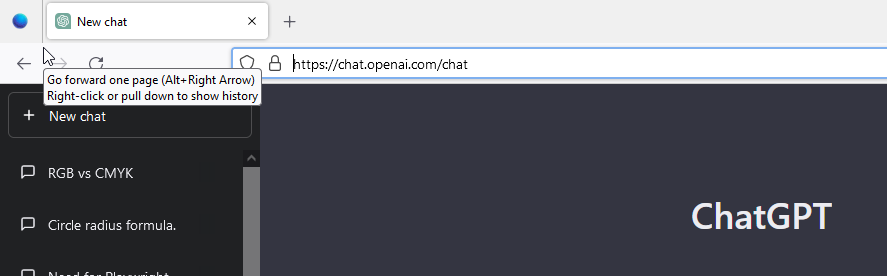 New chat
https://chat.openai.com/chat
Go forward one page (Alt+Right Arrow)
Right-click or pull down to show history
New chat
RGB vs CMYK
ChatGPT
Circle radius formula.
Need for Playwright